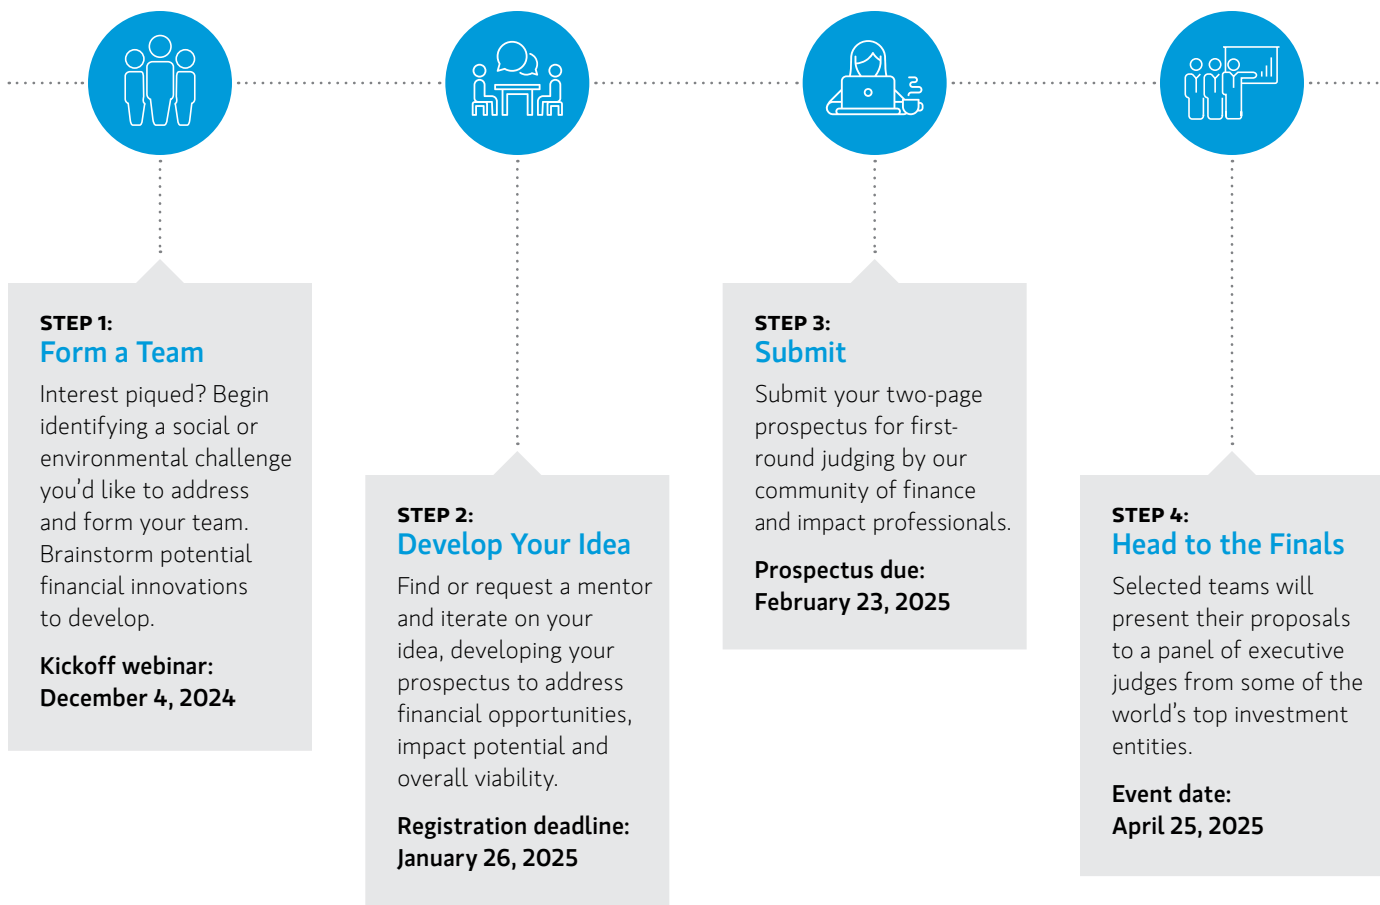 STEP 1:
Form a Team
Interest piqued? Begin
identifying a social or
environmental challenge
you'd like to address
and form your team.
Brainstorm potential
financial innovations
to develop.
Kickoff webinar:
December 4, 2024
STEP 2:
Develop Your Idea
Find or request a mentor
and iterate on your
idea, developing your
prospectus to address
financial opportunities,
impact potential and
overall viability.
Registration deadline:
January 26, 2025
STEP 3:
Submit
Submit your two-page
prospectus for first-
round judging by our
community of finance
and impact professionals.
Prospectus due:
February 23, 2025
STEP 4:
Head to the Finals
Selected teams will
present their proposals
to a panel of executive
judges from some of the
world's top investment
entities.
Event date:
April 25, 2025